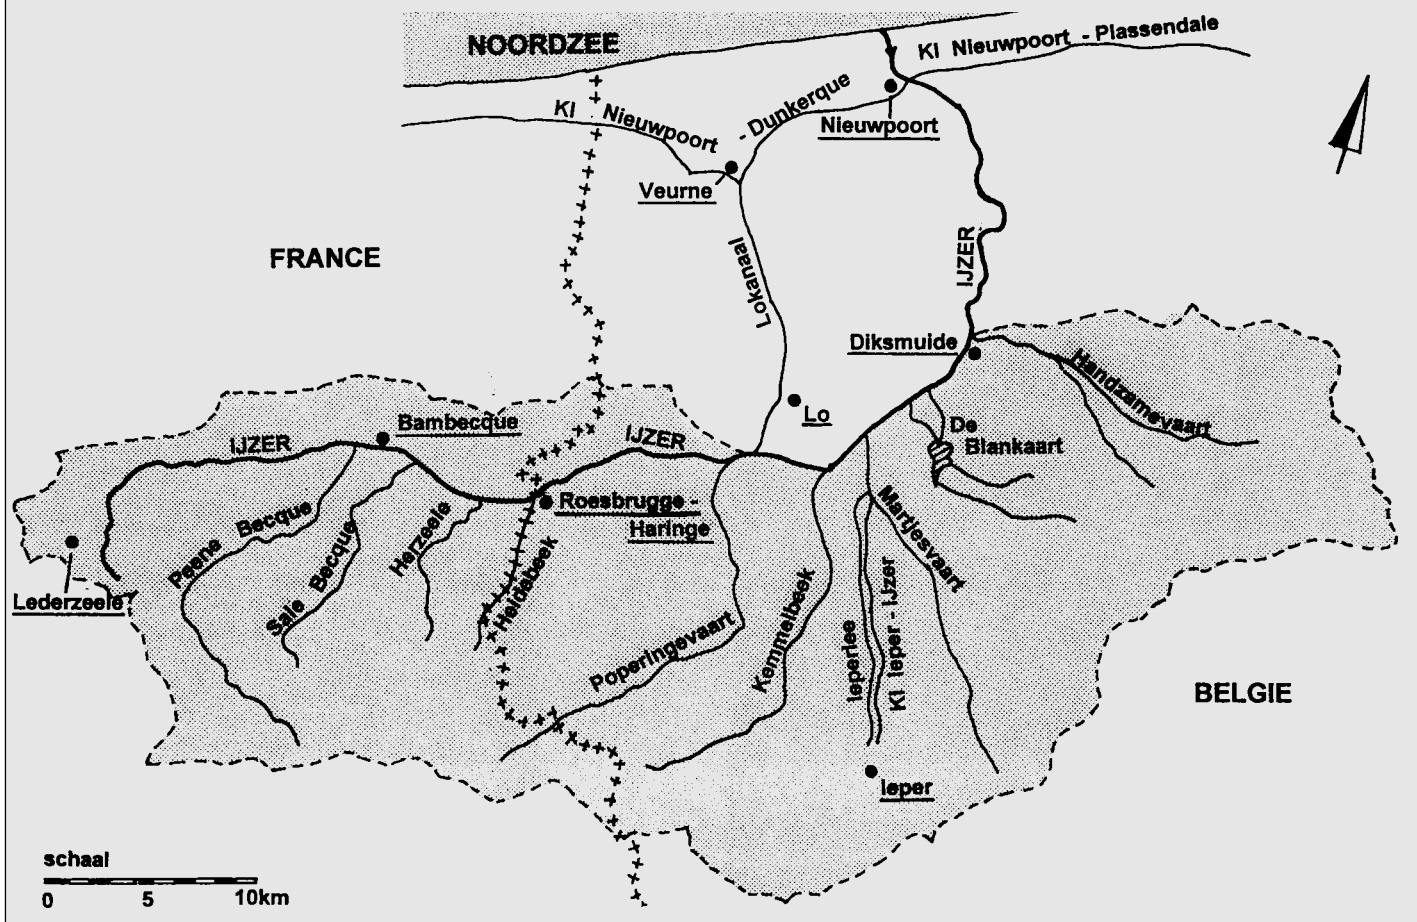 NOORDZEE
Kl Nieuwpoort - Plassendale
Kl Nieuwpoort - Dunkerque
Nieuwpoort
Veurne
FRANCE
Lokanaal
IJZER
Diksmuide
Handzamevaart
Lo
De
Blankaart
Bambecque
IJZER
IJZER
Roesbrugge -
Haringe
Peene Becque
Sale Becque
Herzeele
Heidebeek
Lederzeele
Poperingevaart
Kemmelbeek
Ieperlee
Kl Ieper - IJzer
Martjesvaart
BELGIE
Ieper
schaal
0 5 10km